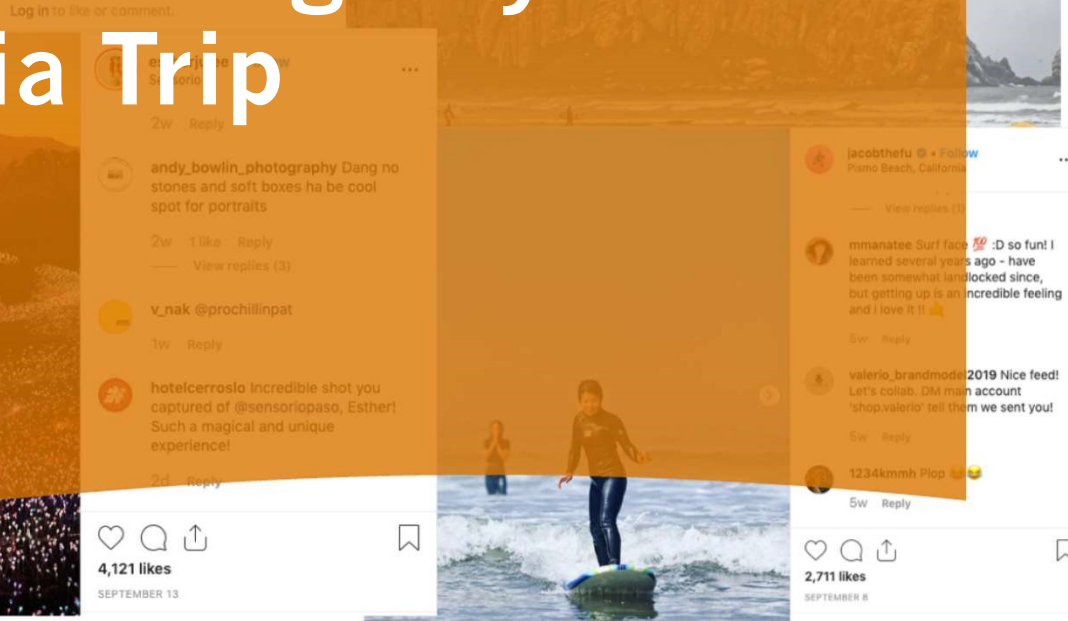 Log in to like or comment.
ia Trip
2w Reply
andy_bowlin_photography Dang no
stones and soft boxes ha be cool
spot for portraits
2w 1 like Reply
View replies (3)
v_nak @prochillinpat
1w Reply
hotelcerroslo Incredible shot you
captured of @sensoriopaso, Esther!
Such a magical and unique
experience!
2d Reply
4,121 likes
SEPTEMBER 13
jacobthefu • Follow
Pismo Beach, California
View replies (1)
mmanatee Surf face 💯 :D so fun! I
learned several years ago - have
been somewhat landlocked since,
but getting up is an incredible feeling
and i love it !!
5w Reply
valerio_brandmodel2019 Nice feed!
Let's collab. DM main account
'shop.valerio' tell them we sent you!
5w Reply
1234kmmh Plop 😂😂
5w Reply
2,711 likes
SEPTEMBER 8